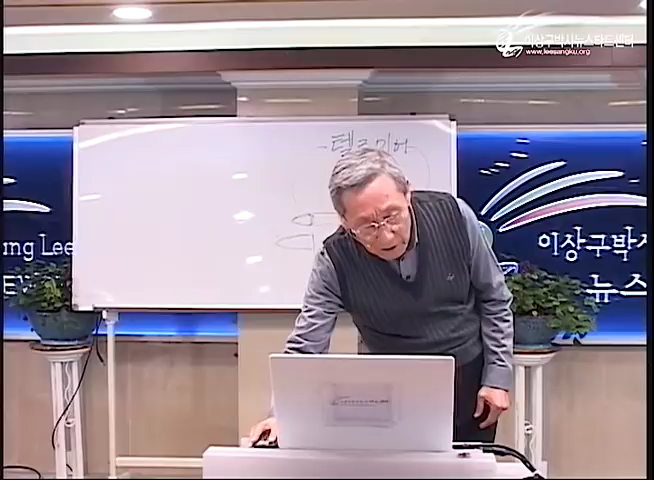 이상구박사뉴스타트센터
www.leesangku.org
- 텔로미어
ang Lee
이상구박사
뉴스